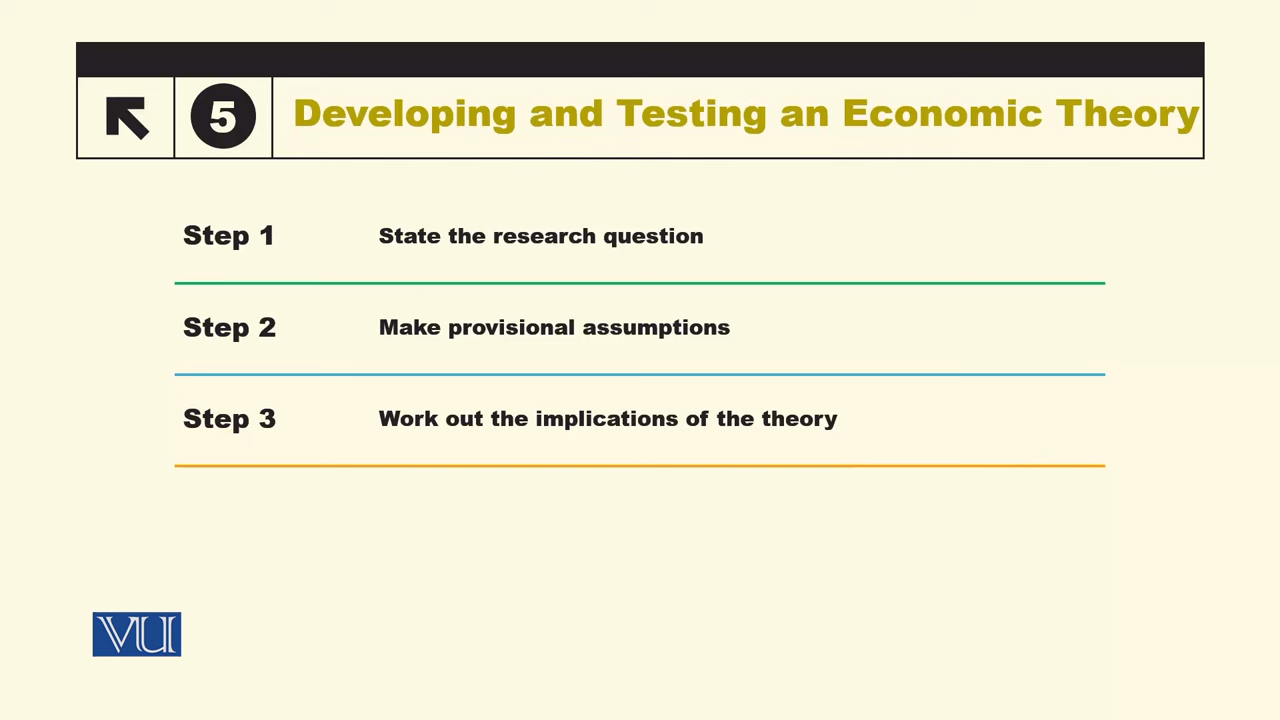 5 Developing and Testing an Economic Theory
Step 1 State the research question
Step 2 Make provisional assumptions
Step 3 Work out the implications of the theory
VU